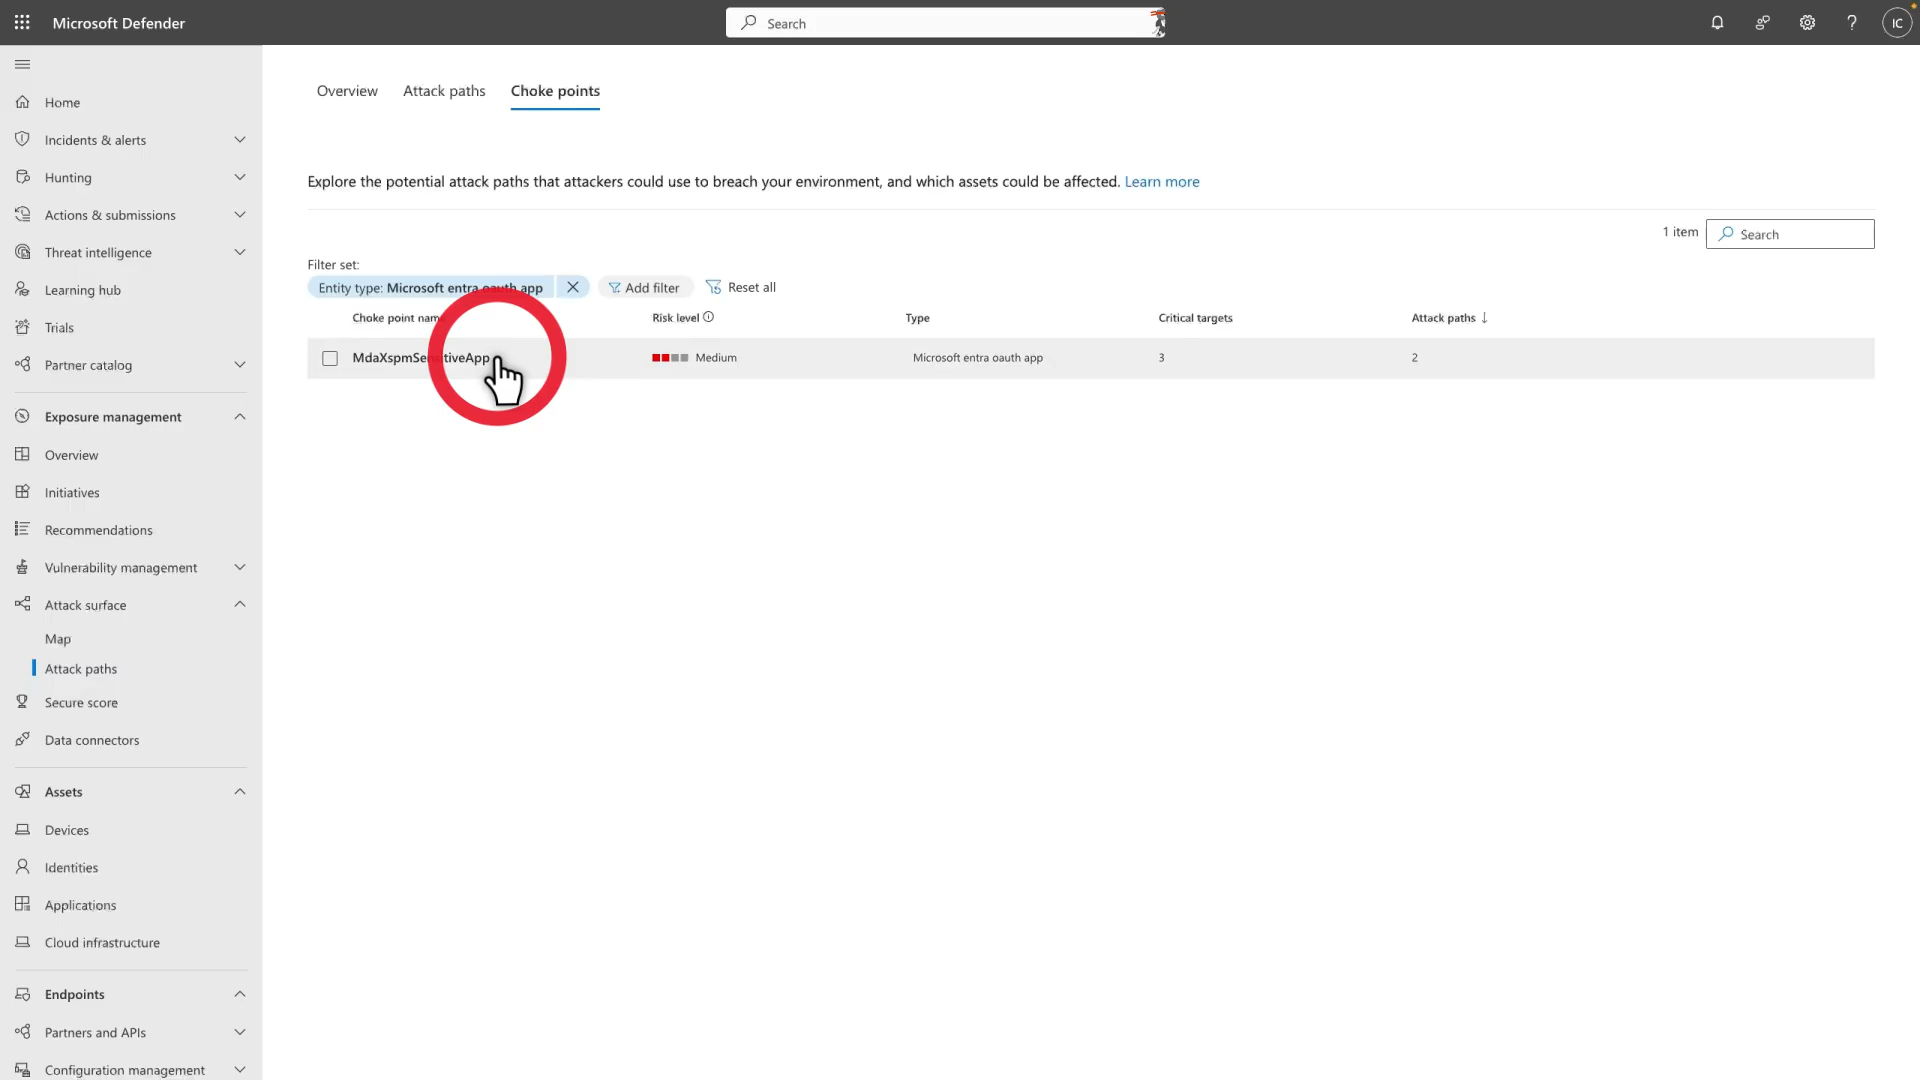 Microsoft Defender
Search
IC
Home
Incidents & alerts
Hunting
Actions & submissions
Threat intelligence
Learning hub
Trials
Partner catalog
Exposure management
Overview
Initiatives
Recommendations
Vulnerability management
Attack surface
Map
Attack paths
Secure score
Data connectors
Assets
Devices
Identities
Applications
Cloud infrastructure
Endpoints
Partners and APIs
Configuration management
Overview Attack paths Choke points
Explore the potential attack paths that attackers could use to breach your environment, and which assets could be affected. Learn more
1 item Search
Filter set:
Entity type: Microsoft entra oauth app Add filter Reset all
Choke point name Risk level Type Critical targets Attack paths
MdaXspmSensitiveApp Medium Microsoft entra oauth app 3 2